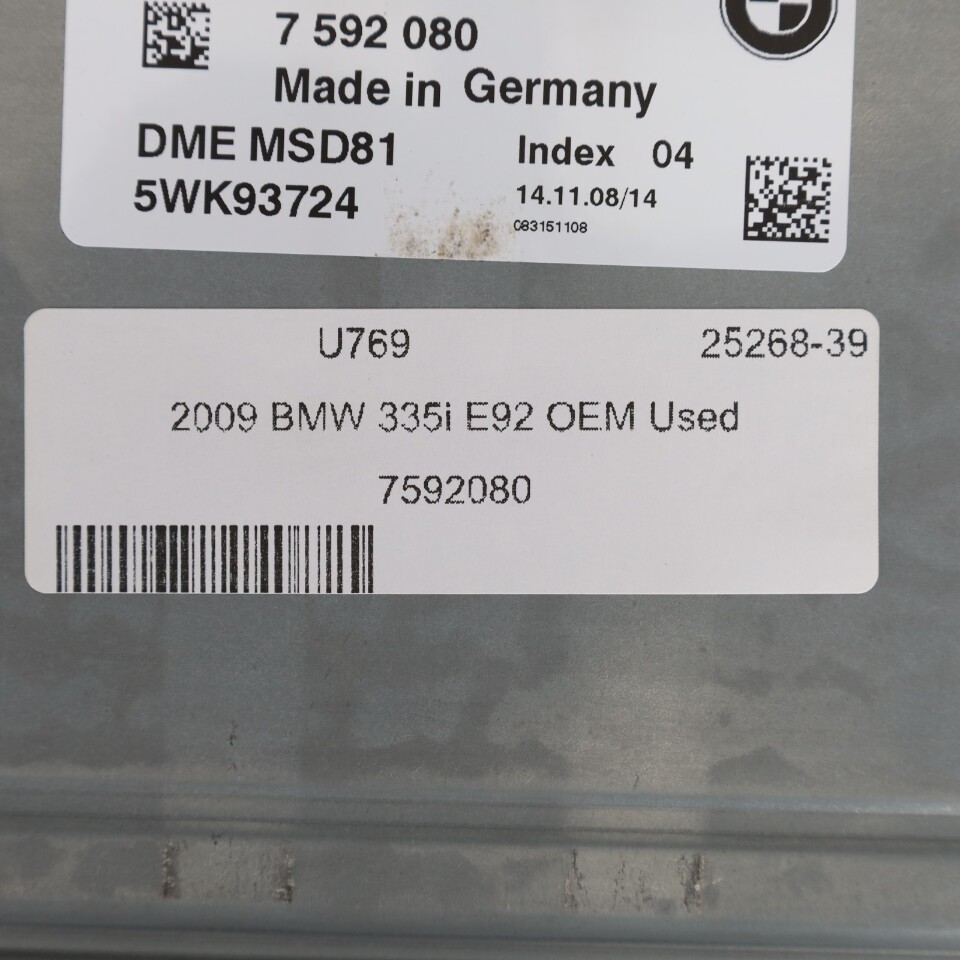 7 592 080
Made in Germany
DME MSD81
Index 04
5WK93724
14.11.08/14
083151108
U769 25268-39
2009 BMW 335i E92 OEM Used
7592080